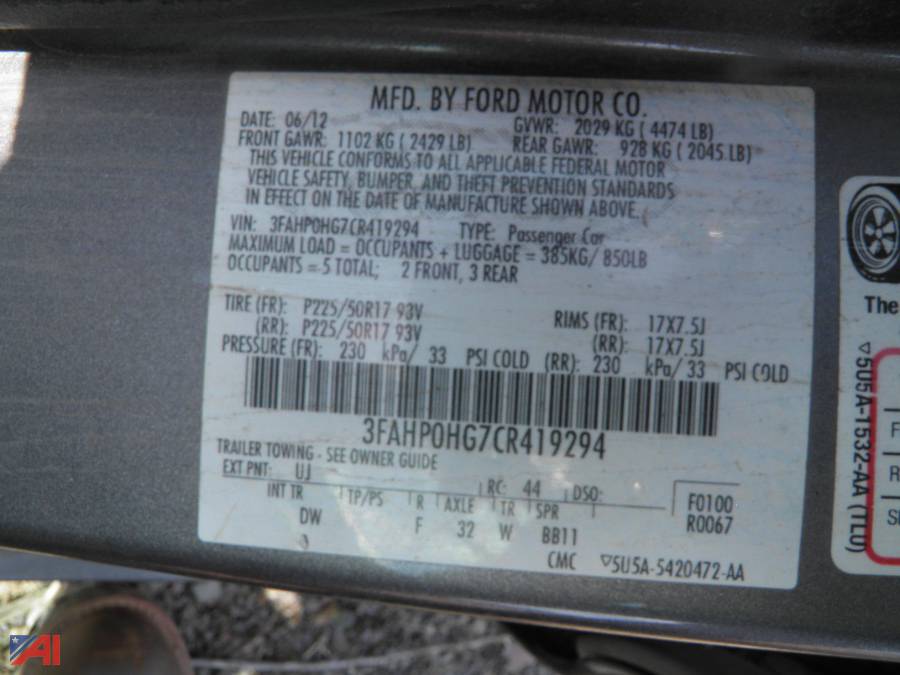 MFD. BY FORD MOTOR CO.
DATE: 06/12 GVWR: 2029 KG ( 4474 LB)
FRONT GAWR: 1102 KG ( 2429 LB) REAR GAWR: 928 KG ( 2045 LB)
THIS VEHICLE CONFORMS TO ALL APPLICABLE FEDERAL MOTOR
VEHICLE SAFETY, BUMPER, AND THEFT PREVENTION STANDARDS
IN EFFECT ON THE DATE OF MANUFACTURE SHOWN ABOVE.
VIN: 3FAHP0HG7CR419294 TYPE: Passenger Car
MAXIMUM LOAD = OCCUPANTS + LUGGAGE = 385KG/ 850LB
OCCUPANTS = 5 TOTAL; 2 FRONT, 3 REAR
TIRE (FR): P225/50R17 93V RIMS (FR): 17X7.5J
(RR): P225/50R17 93V (RR): 17X7.5J
PRESSURE (FR): 230 kPa/ 33 PSI COLD (RR): 230 kPa/ 33 PSI COLD
3FAHP0HG7CR419294
TRAILER TOWING - SEE OWNER GUIDE
EXT PNT: UJ RC: 44 DSO:
INT TR TP/PS R AXLE TR SPR F0100
DW F 32 W BB11 R0067
CMC ▽5U5A-5420472-AA
The
▽5U5A-1532-AA (TLU)
F
R
AI